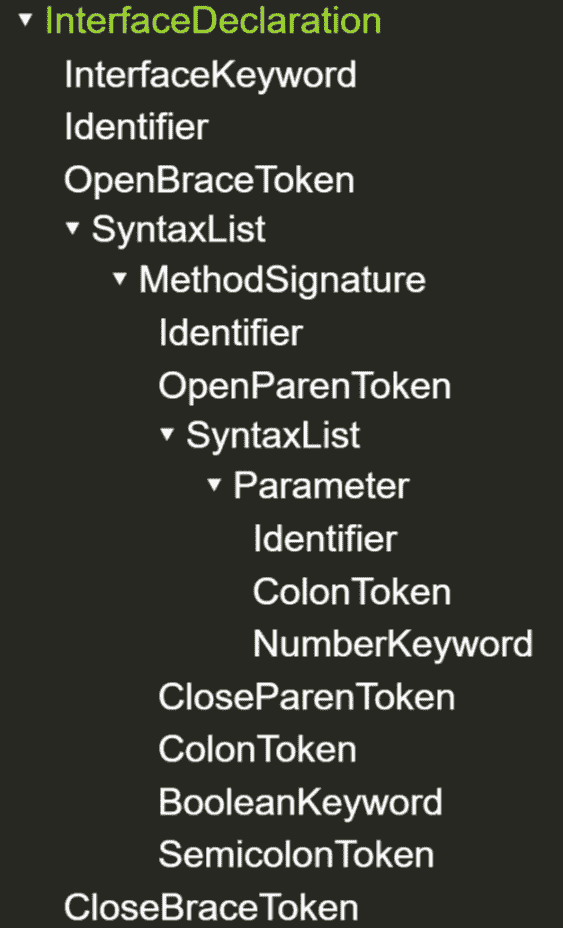 InterfaceDeclaration
InterfaceKeyword
Identifier
OpenBraceToken
SyntaxList
MethodSignature
Identifier
OpenParenToken
SyntaxList
Parameter
Identifier
ColonToken
NumberKeyword
CloseParenToken
ColonToken
BooleanKeyword
SemicolonToken
CloseBraceToken